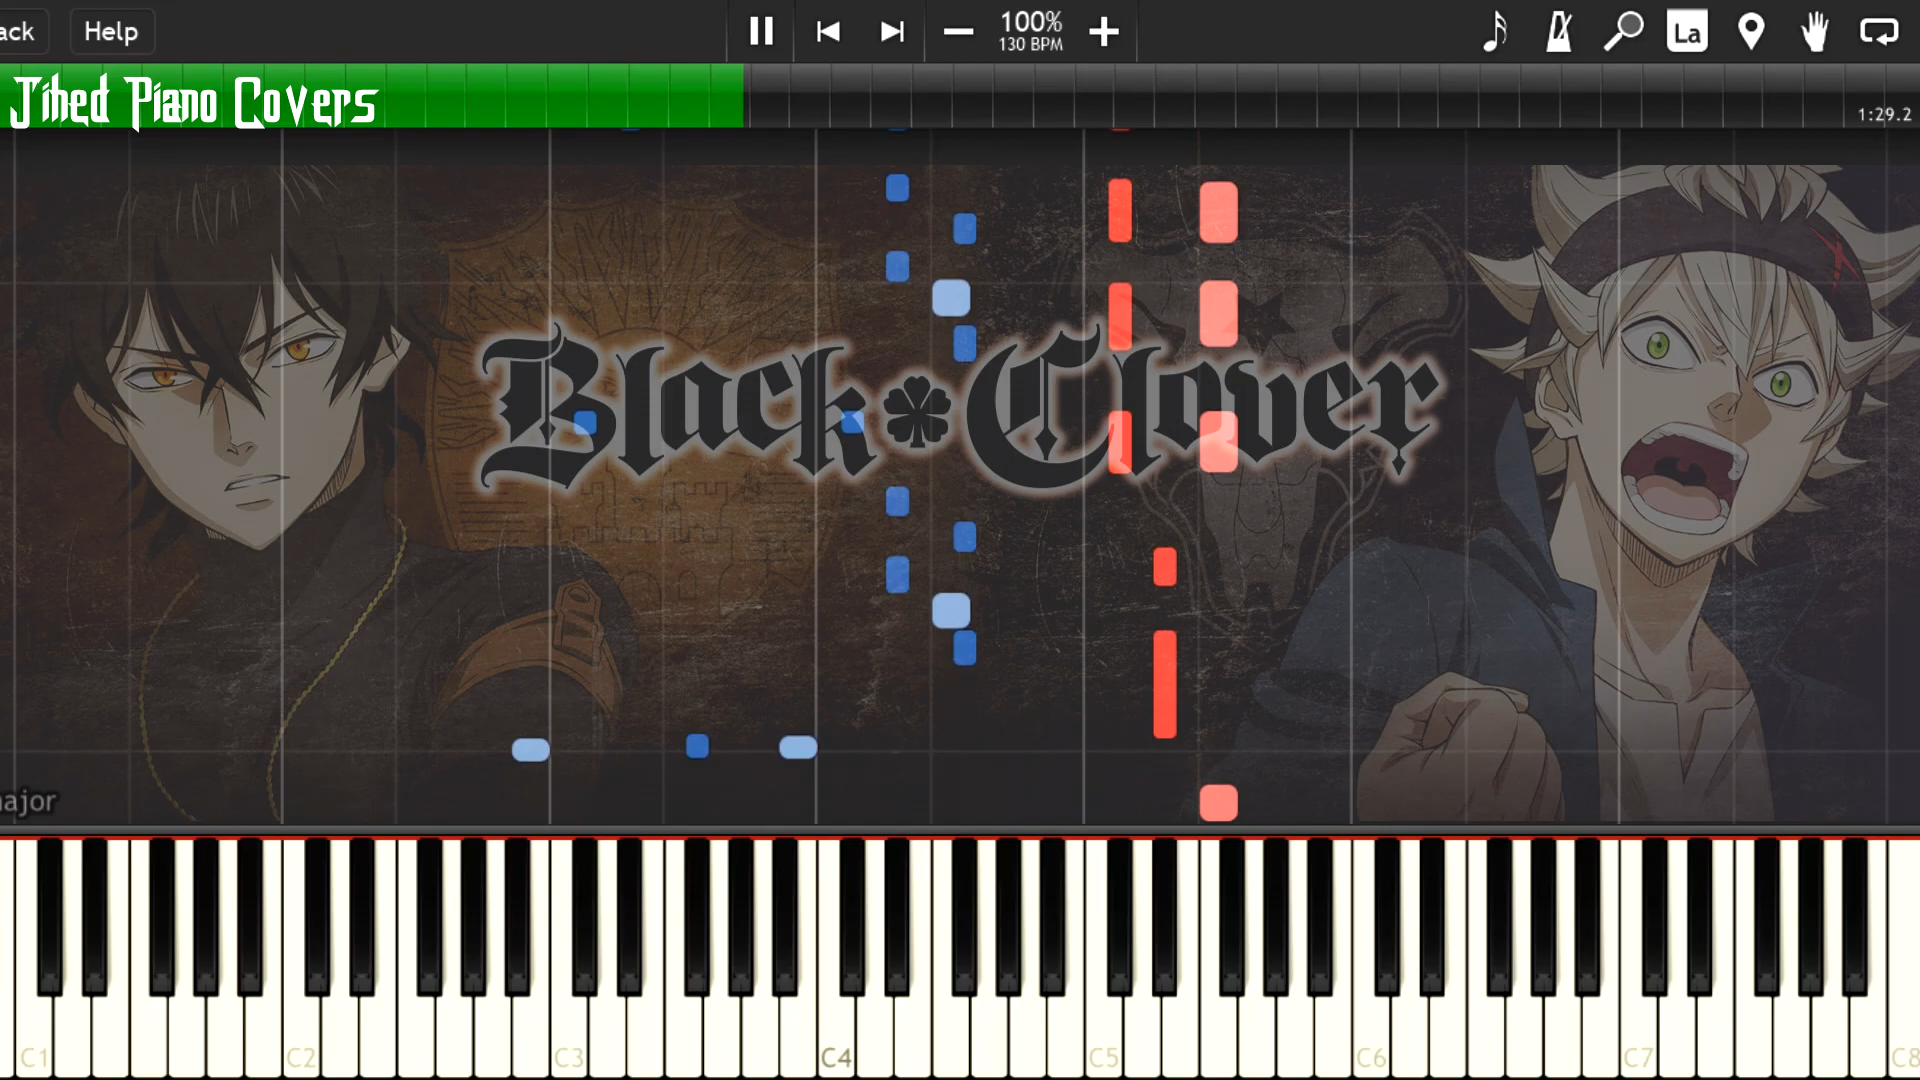 ack
Help
100%
130 BPM
La
Jihed Piano Covers
1:29.2
Black Clover
major
C1
C2
C3
C4
C5
C6
C7
C8